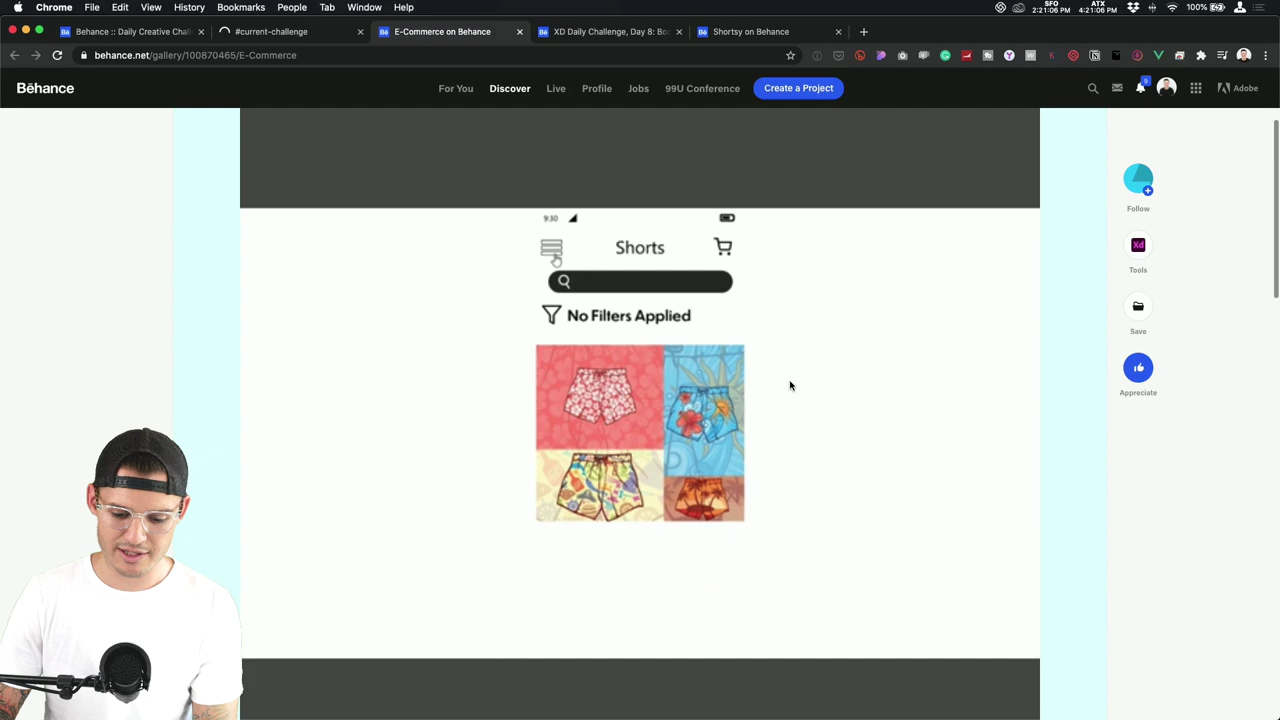 Chrome File Edit View History Bookmarks People Tab Window Help
SFO 2:21:06 PM ATX 4:21:06 PM 100%
Behance :: Daily Creative Chal
#current-challenge
E-Commerce on Behance
XD Daily Challenge, Day 8: Boo
Shortsy on Behance
behance.net/gallery/100870465/E-Commerce
Bēhance For You Discover Live Profile Jobs 99U Conference Create a Project 9 Adobe
9:30
Shorts
No Filters Applied
Follow
Xd
Tools
Save
Appreciate